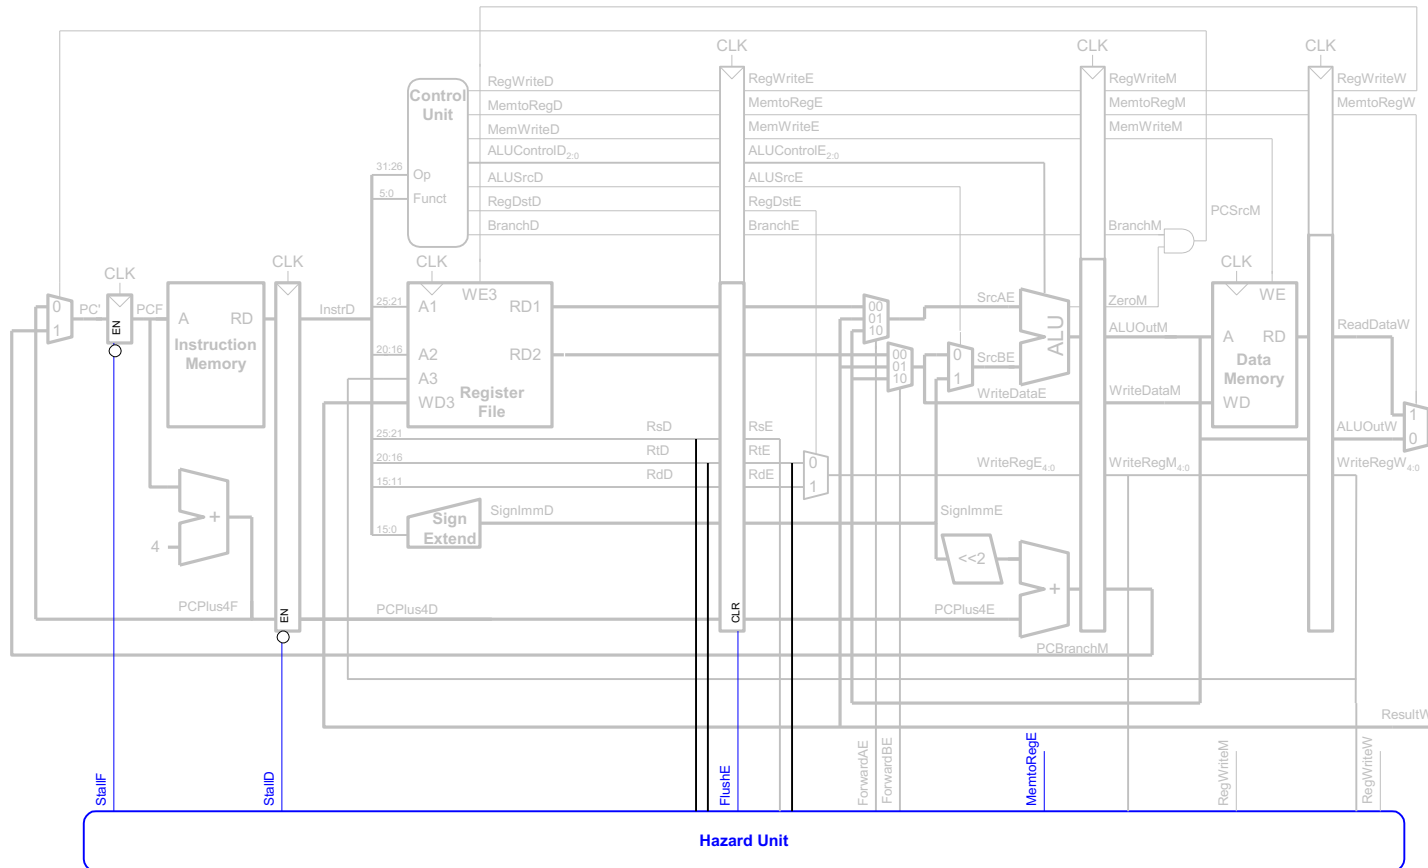 CLK CLK CLK
RegWriteD RegWriteE RegWriteM RegWriteW
Control Unit
MemtoRegD MemtoRegE MemtoRegM MemtoRegW
MemWriteD MemWriteE MemWriteM
ALUControlD2:0 ALUControlE2:0
31:26 Op
ALUSrcD ALUSrcE
5:0 Funct
RegDstD RegDstE
PCSrcM
BranchD BranchE BranchM
CLK CLK CLK CLK
0 1 PC' EN PCF
A RD
Instruction
Memory
InstrD
25:21 A1 WE3 RD1
20:16 A2 RD2
A3
WD3
Register
File
00 01 10
00 01 10
0 1
SrcAE
SrcBE
ALU
ZeroM
ALUOutM
WriteDataE WriteDataM
WE
A RD
Data
Memory
WD
ReadDataW
1 0
ALUOutW
25:21 RsD RsE
20:16 RtD RtE
15:11 RdD RdE
0 1
WriteRegE4:0 WriteRegM4:0 WriteRegW4:0
15:0
Sign
Extend
SignImmD SignImmE
+
4
<<2
+
PCPlus4F EN PCPlus4D CLR PCPlus4E
PCBranchM
ResultW
StallF StallD FlushE ForwardAE ForwardBE MemtoRegE RegWriteM RegWriteW
Hazard Unit